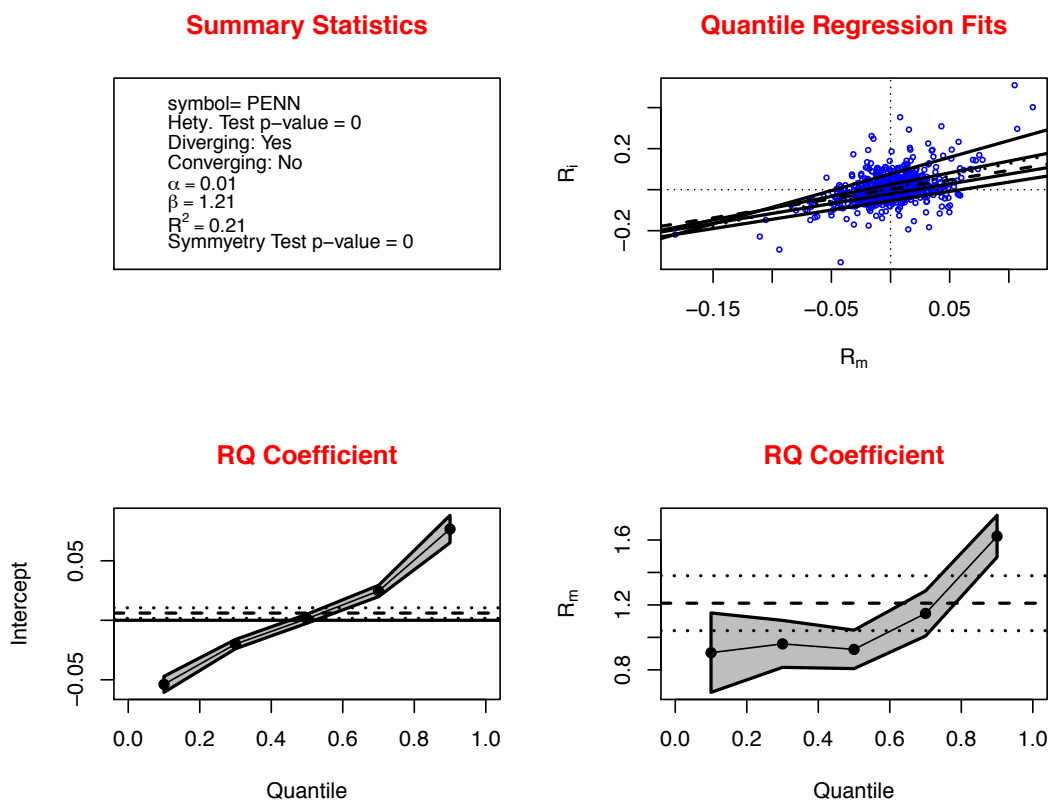 Summary Statistics
symbol= PENN
Hety. Test p−value = 0
Diverging: Yes
Converging: No
α = 0.01
β = 1.21
R² = 0.21
Symmyetry Test p−value = 0
Quantile Regression Fits
R_i
0.2
−0.2
−0.15 −0.05 0.05
R_m
RQ Coefficient
Intercept
0.05
−0.05
0.0 0.2 0.4 0.6 0.8 1.0
Quantile
RQ Coefficient
R_m
1.6
1.2
0.8
0.0 0.2 0.4 0.6 0.8 1.0
Quantile